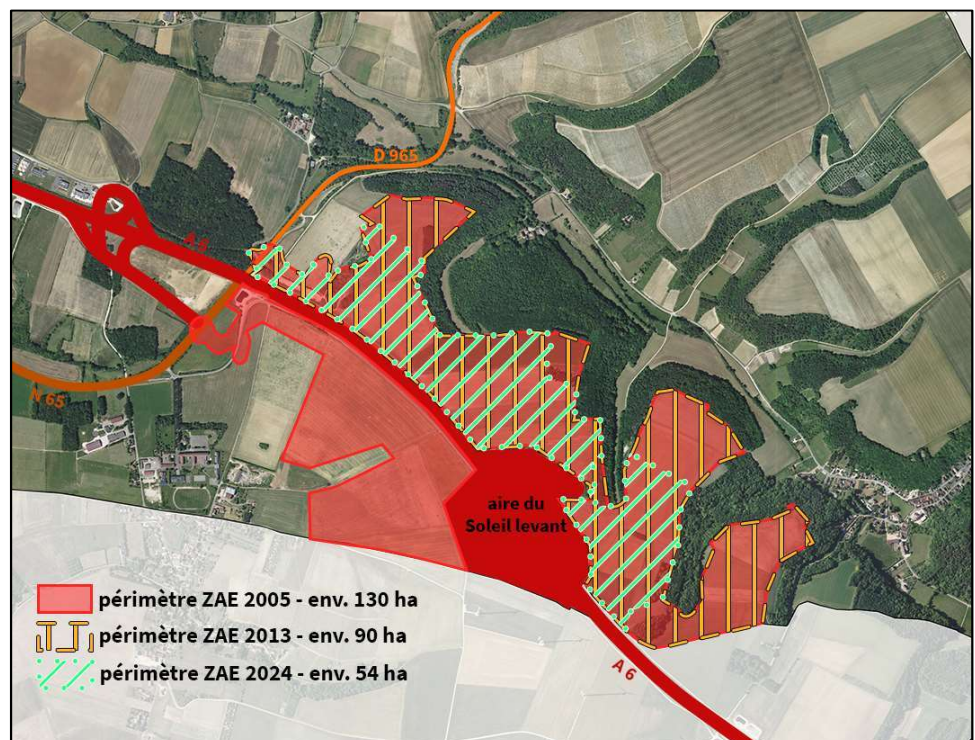 D 965
A 6
N 65
aire du
Soleil levant
périmètre ZAE 2005 - env. 130 ha
périmètre ZAE 2013 - env. 90 ha
périmètre ZAE 2024 - env. 54 ha
A 6